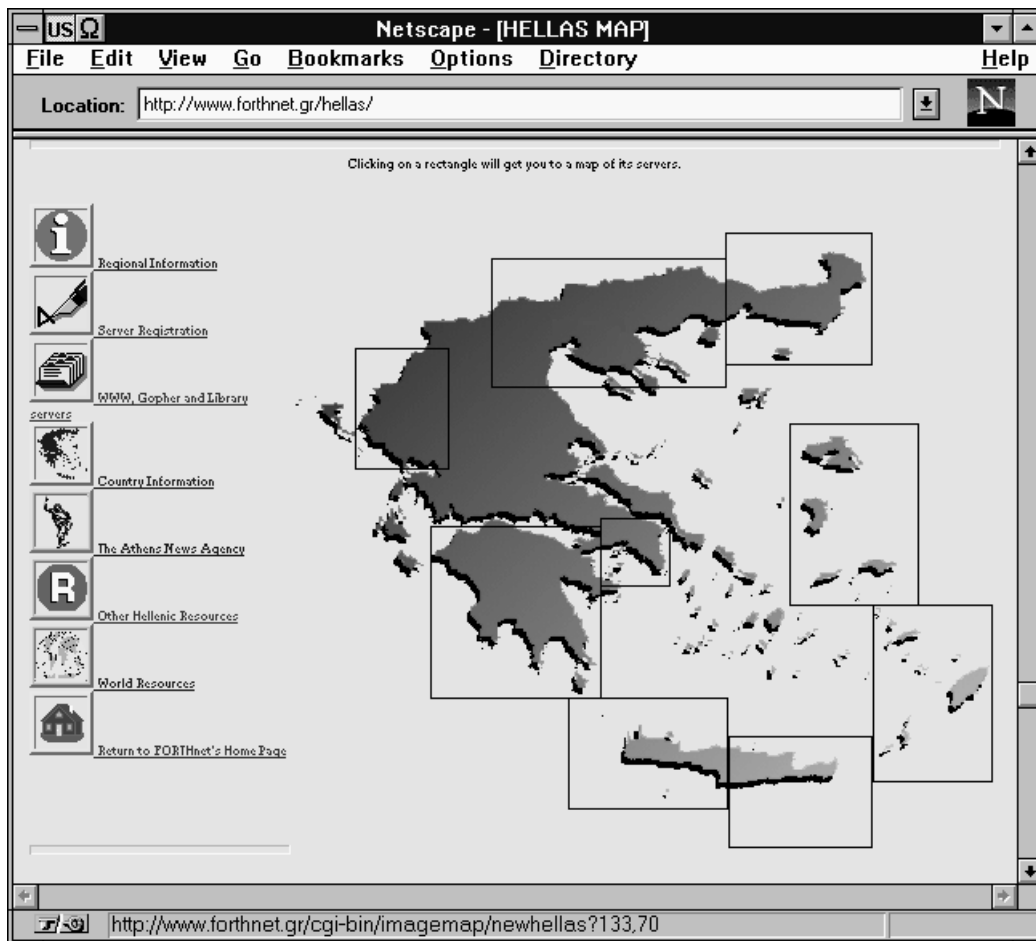 US Ω
Netscape - [HELLAS MAP]
File Edit View Go Bookmarks Options Directory Help
Location: http://www.forthnet.gr/hellas/
N
Clicking on a rectangle will get you to a map of its servers.
i
Regional Information
Server Registration
WWW, Gopher and Library
servers
Country Information
The Athens News Agency
R
Other Hellenic Resources
World Resources
Return to FORTHnet's Home Page
http://www.forthnet.gr/cgi-bin/imagemap/newhellas?133,70